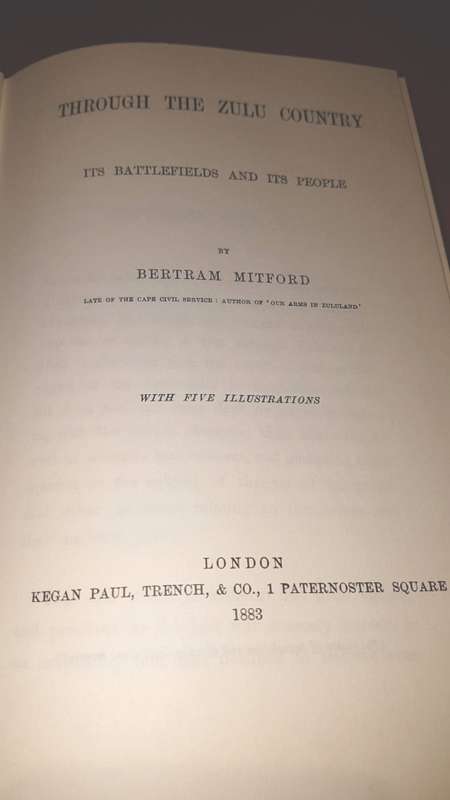 THROUGH THE ZULU COUNTRY
ITS BATTLEFIELDS AND ITS PEOPLE
BY
BERTRAM MITFORD
LATE OF THE CAPE CIVIL SERVICE: AUTHOR OF 'OUR ARMS IN ZULULAND'
WITH FIVE ILLUSTRATIONS
LONDON
KEGAN PAUL, TRENCH, & CO., 1 PATERNOSTER SQUARE
1883